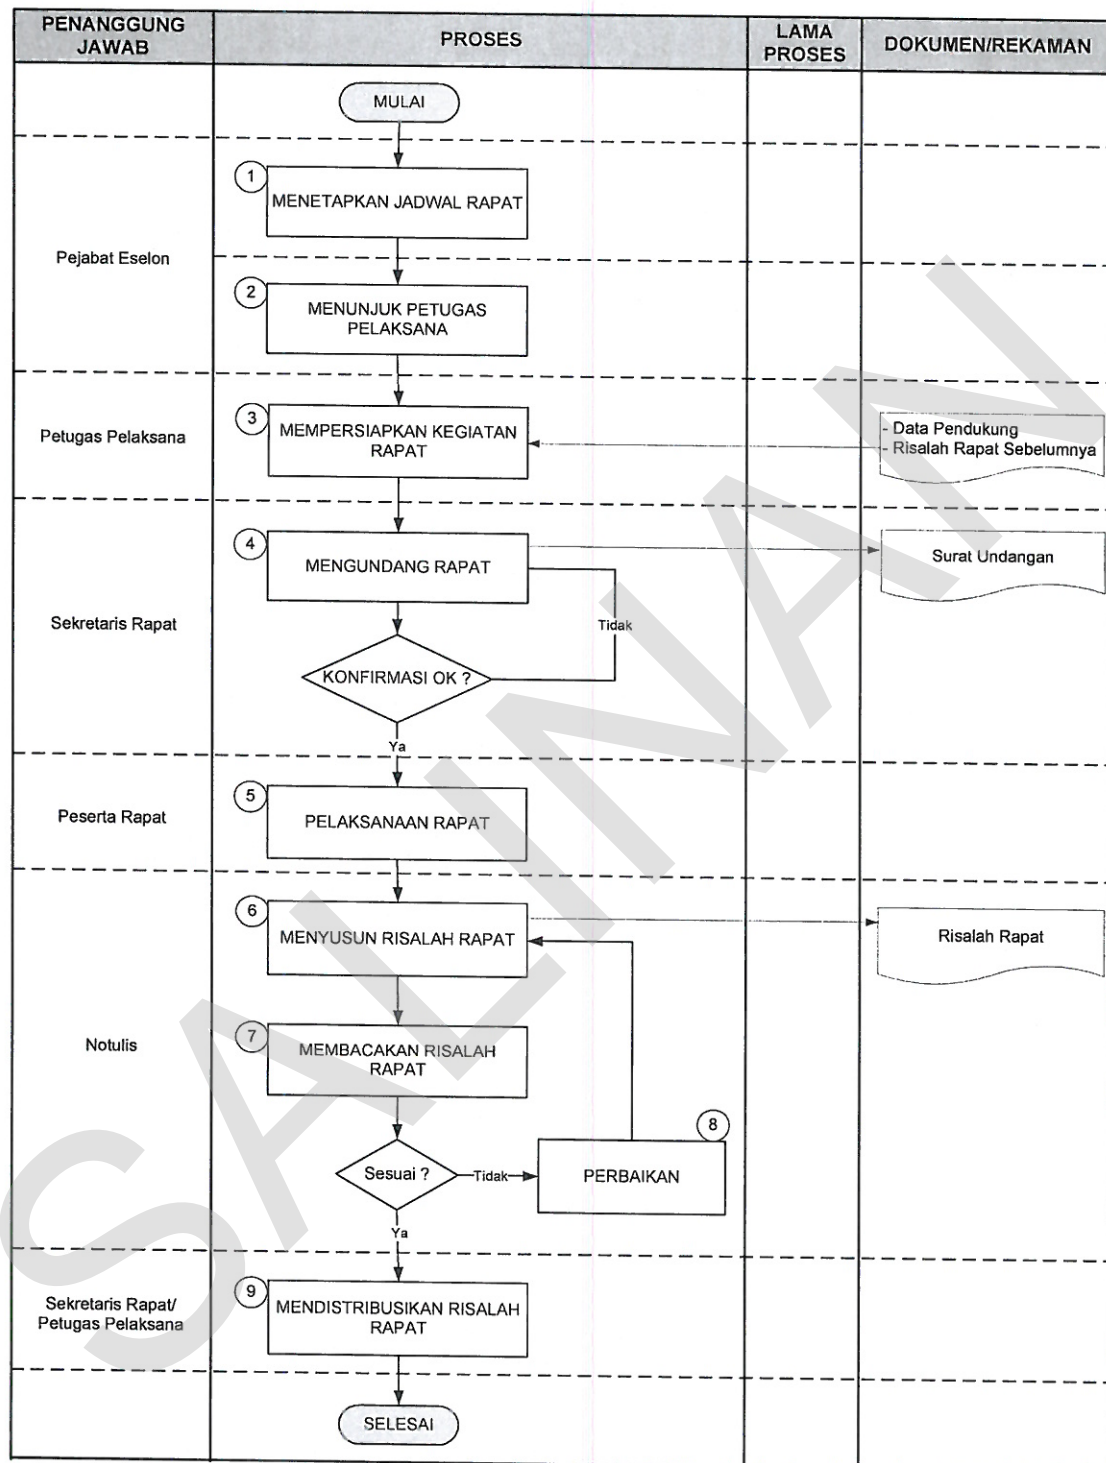 PENANGGUNG
JAWAB
PROSES
LAMA
PROSES
DOKUMEN/REKAMAN
MULAI
Pejabat Eselon
1
MENETAPKAN JADWAL RAPAT
2
MENUNJUK PETUGAS
PELAKSANA
Petugas Pelaksana
3
MEMPERSIAPKAN KEGIATAN
RAPAT
- Data Pendukung
- Risalah Rapat Sebelumnya
Sekretaris Rapat
4
MENGUNDANG RAPAT
Surat Undangan
Tidak
KONFIRMASI OK ?
Ya
Peserta Rapat
5
PELAKSANAAN RAPAT
Notulis
6
MENYUSUN RISALAH RAPAT
Risalah Rapat
7
MEMBACAKAN RISALAH
RAPAT
Sesuai ?
Tidak
8
PERBAIKAN
Ya
Sekretaris Rapat/
Petugas Pelaksana
9
MENDISTRIBUSIKAN RISALAH
RAPAT
SELESAI
SALINAN